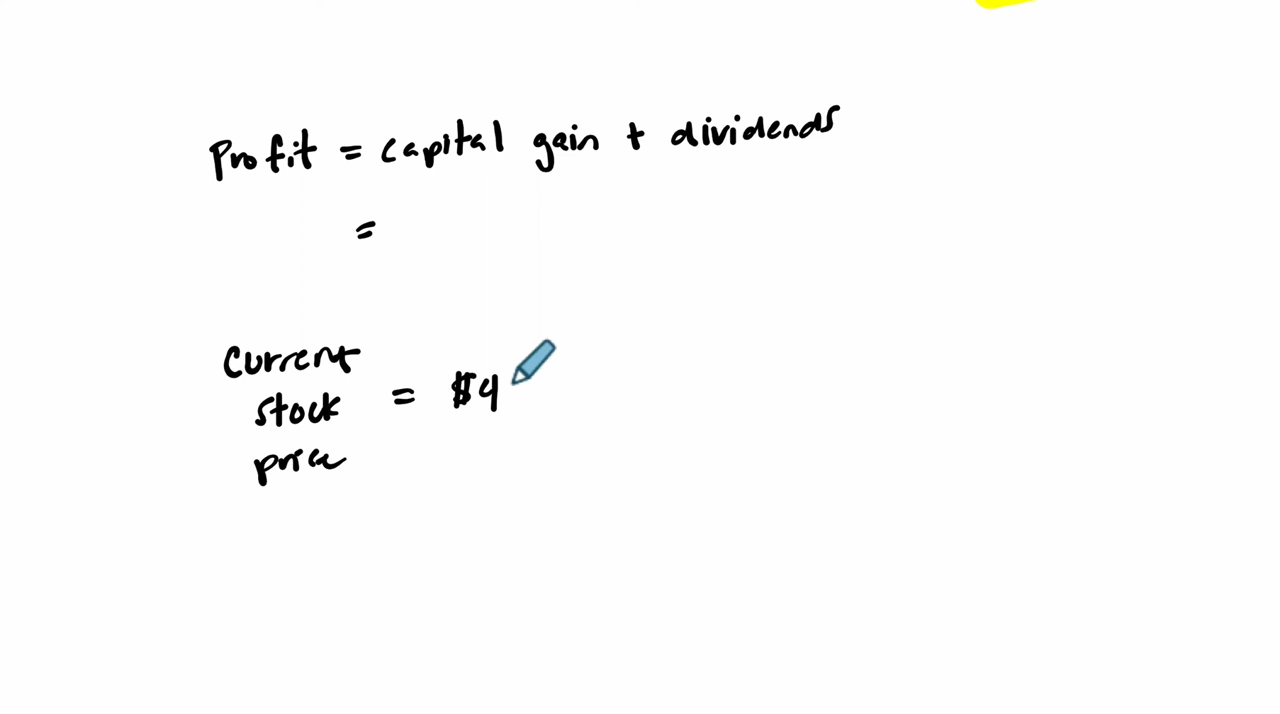 Profit = capital gain + dividends
=
Current
stock = $4
price